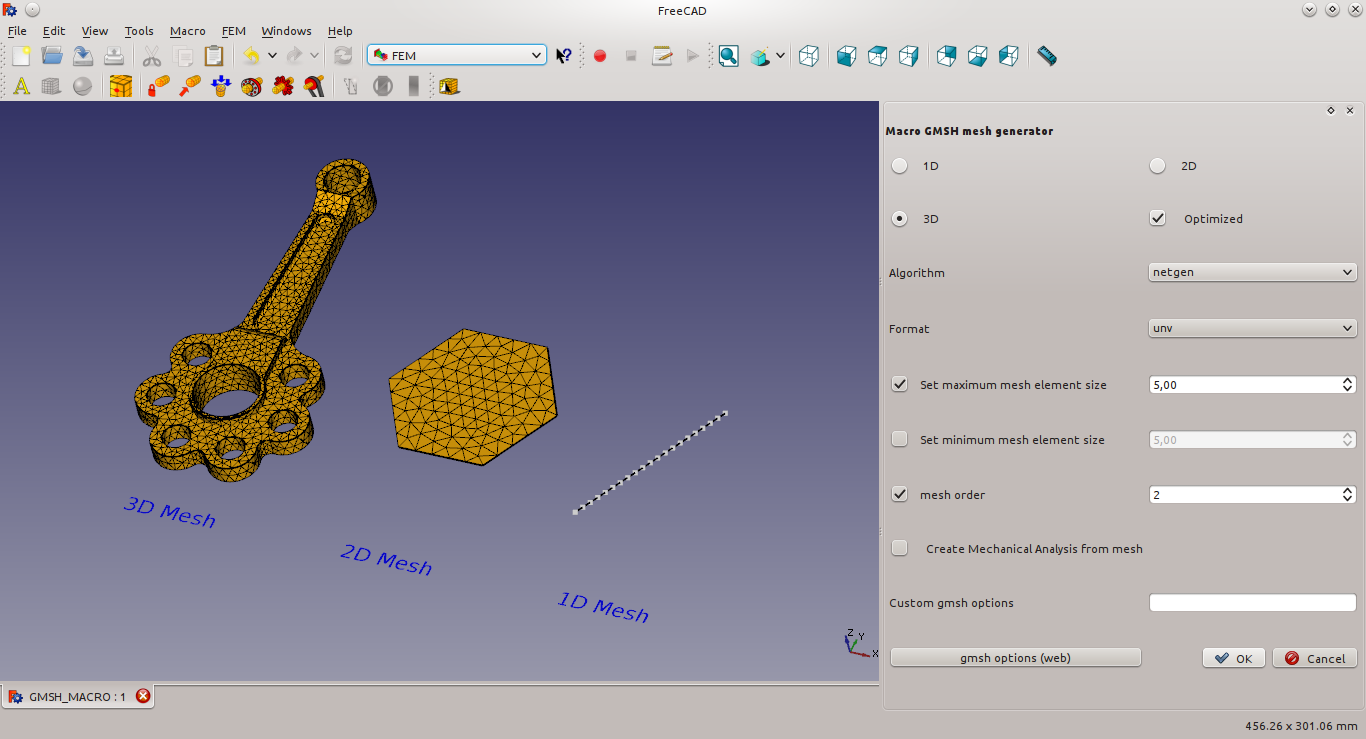 FreeCAD
File Edit View Tools Macro FEM Windows Help
FEM
Macro GMSH mesh generator
1D 2D
3D Optimized
Algorithm netgen
Format unv
Set maximum mesh element size 5,00
Set minimum mesh element size 5,00
mesh order 2
Create Mechanical Analysis from mesh
Custom gmsh options
gmsh options (web) OK Cancel
3D Mesh
2D Mesh
1D Mesh
Z Y X
GMSH_MACRO : 1
456.26 x 301.06 mm